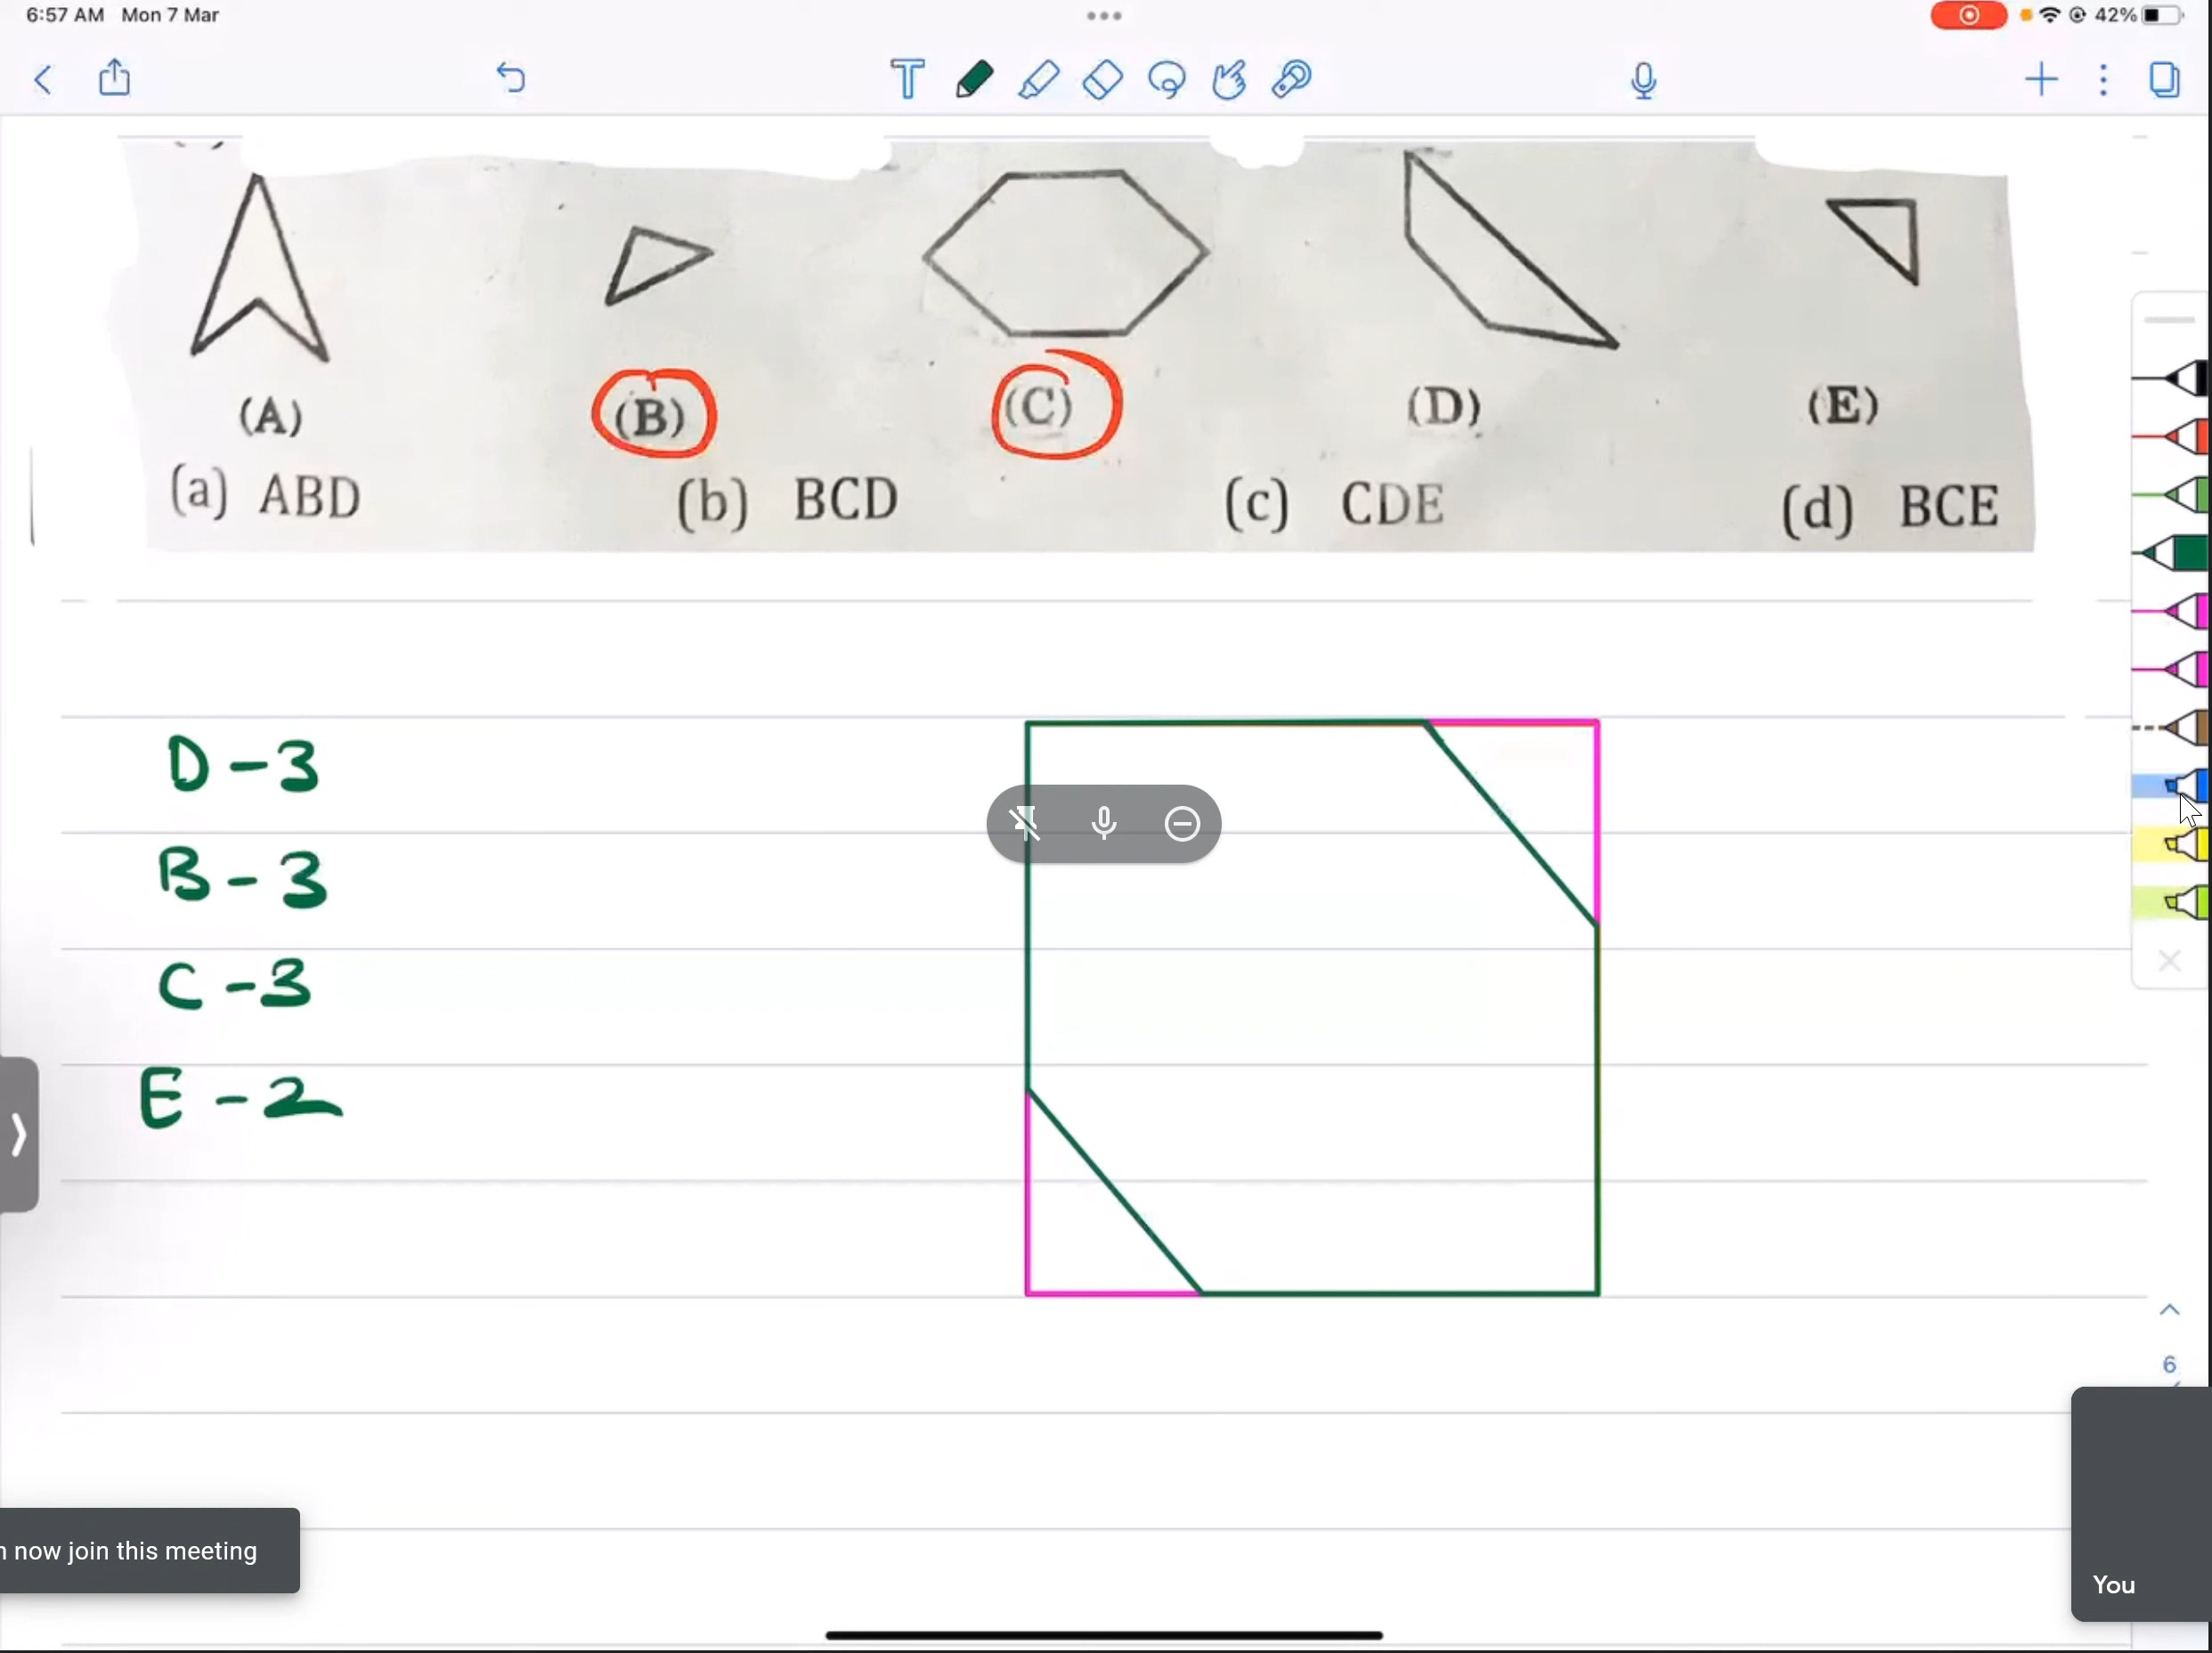 6:57 AM Mon 7 Mar
42%
T
(A) (B) (C) (D) (E)
(a) ABD (b) BCD (c) CDE (d) BCE
D-3
B-3
C-3
E-2
6
now join this meeting
You